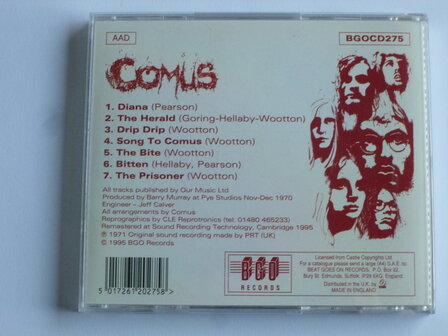 AAD
BGOCD275
COMUS
1. Diana (Pearson)
2. The Herald (Goring-Hellaby-Wootton)
3. Drip Drip (Wootton)
4. Song To Comus (Wootton)
5. The Bite (Wootton)
6. Bitten (Hellaby, Pearson)
7. The Prisoner (Wootton)
All tracks published by Gur Music Ltd
Produced by Barry Murray at Pye Studios Nov-Dec 1970
Engineer - Jeff Calver
All arrangements by Comus
Reprographics by CLE Reprotronics (tel: 01480 465233)
Remastered at Sound Recording Technology, Cambridge 1995
℗ 1971 Original sound recording made by PRT (UK)
© 1995 BGO Records
5 017261 202758 >
BGO
RECORDS
Licensed from Castle Copyrights Ltd.
For a catalogue please send a large (A4) S.A.E. to:
BEAT GOES ON RECORDS, P.O. Box 22,
Bury St. Edmunds, Suffolk, IP29 6XQ, England.
Distributed in the U.K. by
MADE IN ENGLAND